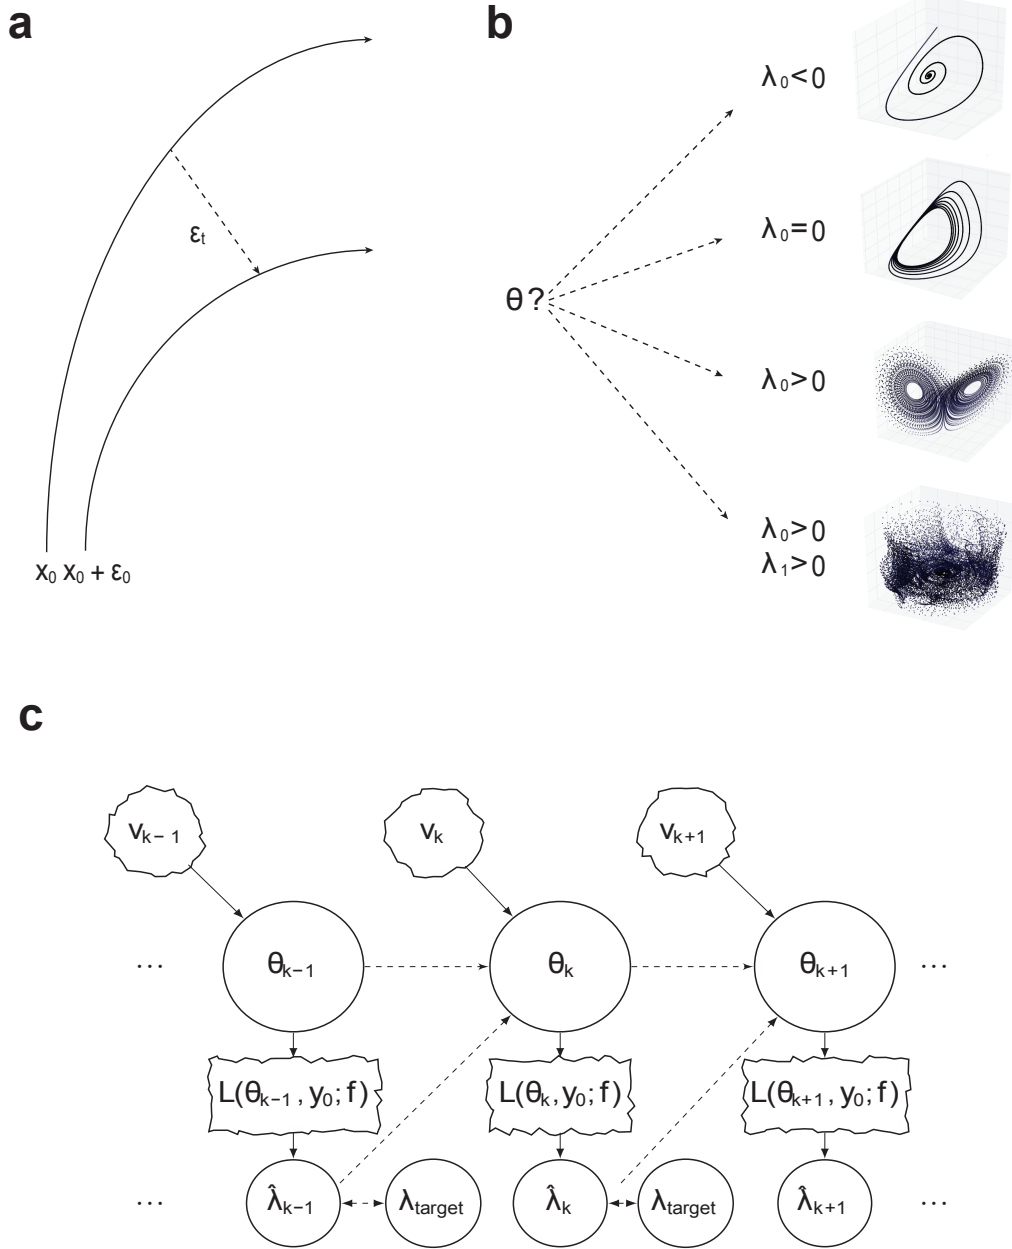 a
b
λ₀<0
λ₀=0
εₜ
θ?
λ₀>0
λ₀>0
λ₁>0
x₀ x₀ + ε₀
c
vₖ₋₁ vₖ vₖ₊₁
... θₖ₋₁ θₖ θₖ₊₁ ...
L(θₖ₋₁, y₀; f) L(θₖ, y₀; f) L(θₖ₊₁, y₀; f)
... λ̂ₖ₋₁ λtarget λ̂ₖ λtarget λ̂ₖ₊₁ ...